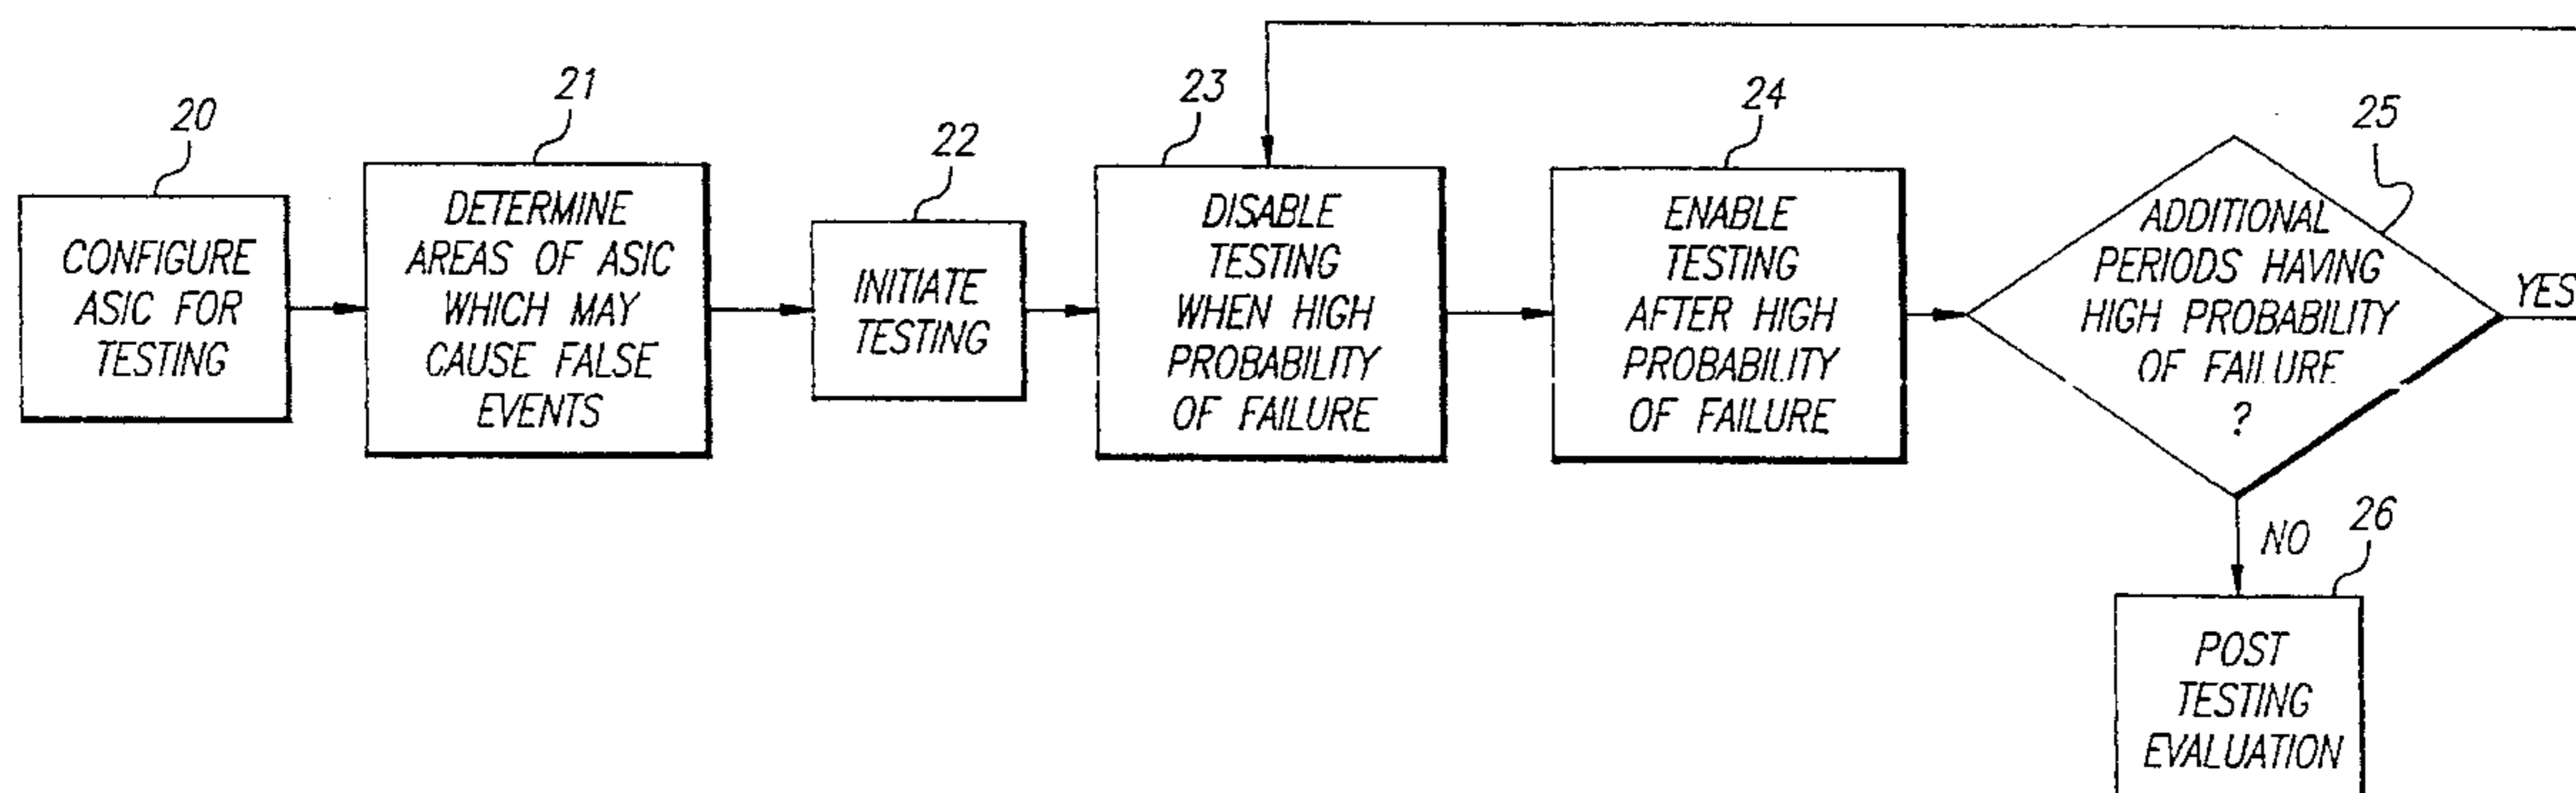 20
CONFIGURE
ASIC FOR
TESTING
21
DETERMINE
AREAS OF ASIC
WHICH MAY
CAUSE FALSE
EVENTS
22
INITIATE
TESTING
23
DISABLE
TESTING
WHEN HIGH
PROBABILITY
OF FAILURE
24
ENABLE
TESTING
AFTER HIGH
PROBABILITY
OF FAILURE
25
ADDITIONAL
PERIODS HAVING
HIGH PROBABILITY
OF FAILURE
?
YES
NO
26
POST
TESTING
EVALUATION